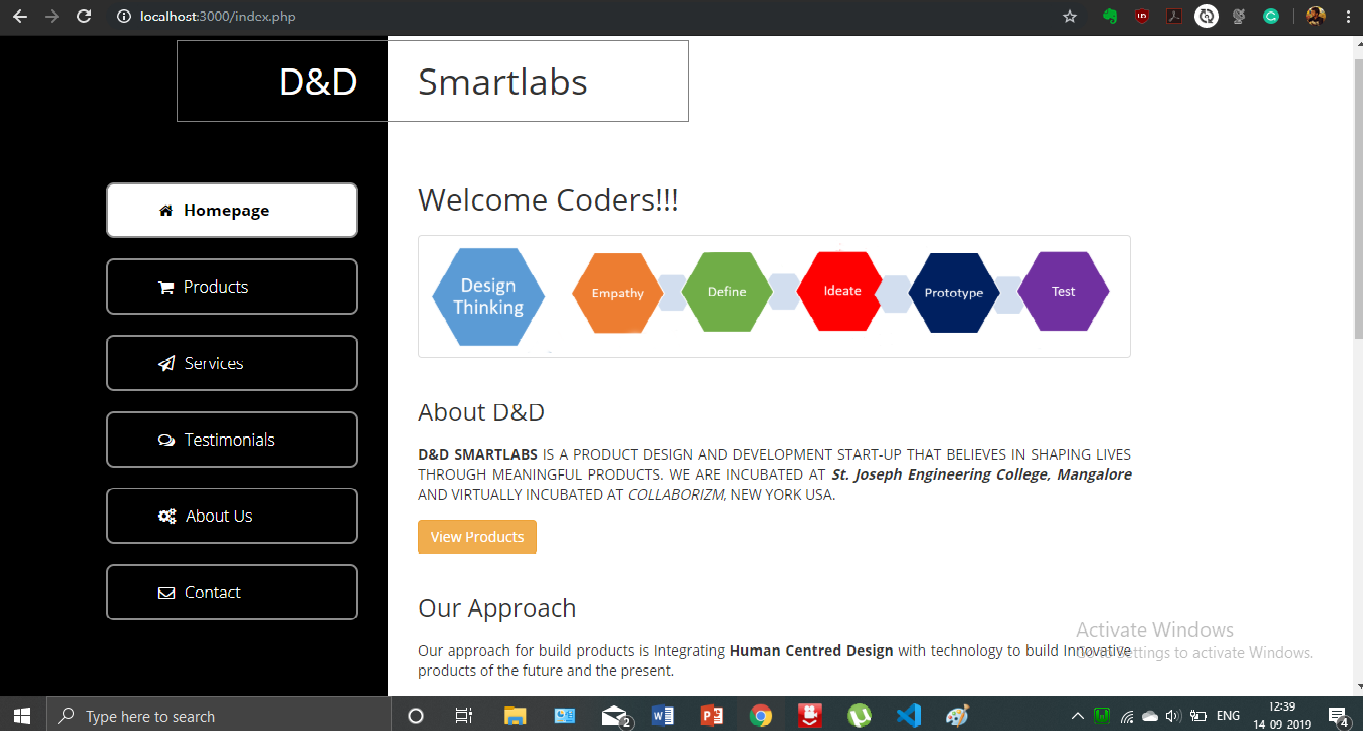 localhost:3000/index.php
D&D Smartlabs
Homepage
Products
Services
Testimonials
About Us
Contact
Welcome Coders!!!
Design
Thinking
Empathy
Define
Ideate
Prototype
Test
About D&D
D&D SMARTLABS IS A PRODUCT DESIGN AND DEVELOPMENT START-UP THAT BELIEVES IN SHAPING LIVES
THROUGH MEANINGFUL PRODUCTS. WE ARE INCUBATED AT St. Joseph Engineering College, Mangalore
AND VIRTUALLY INCUBATED AT COLLABORIZM, NEW YORK USA.
View Products
Our Approach
Our approach for build products is Integrating Human Centred Design with technology to build Innovative
products of the future and the present.
Activate Windows
Go to Settings to activate Windows.
Type here to search
2
ENG
12:39
14-09-2019
4